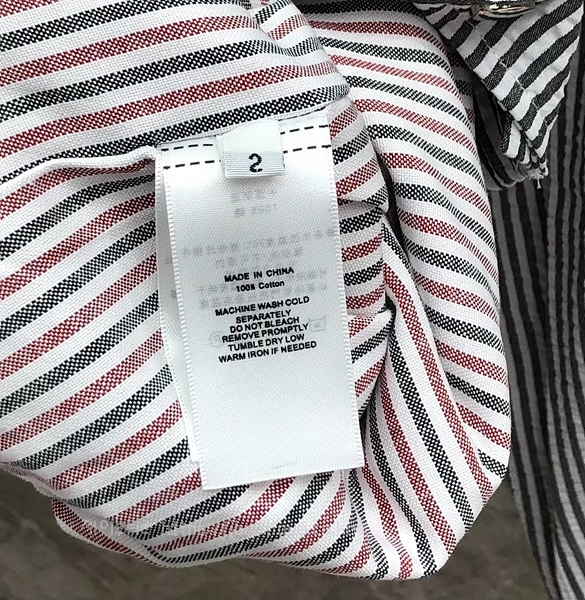 2
MADE IN CHINA
100% Cotton
MACHINE WASH COLD
SEPARATELY
DO NOT BLEACH
REMOVE PROMPTLY
TUMBLE DRY LOW
WARM IRON IF NEEDED